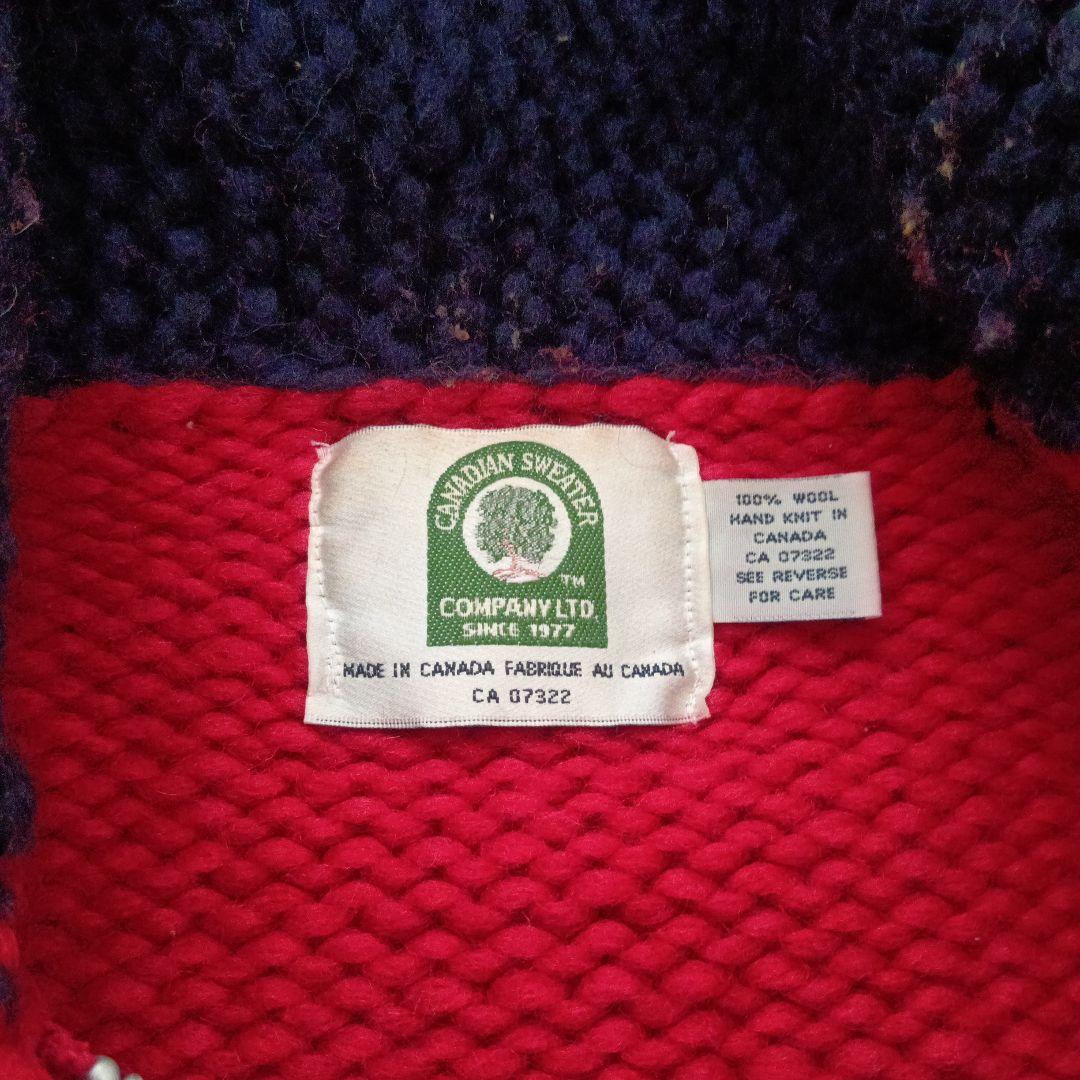 CANADIAN SWEATER
TM
COMPANY LTD.
SINCE 1977
MADE IN CANADA FABRIQUE AU CANADA
CA 07322
100% WOOL
HAND KNIT IN
CANADA
CA 07322
SEE REVERSE
FOR CARE